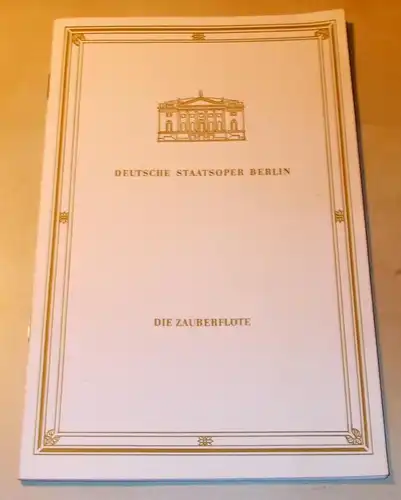 DEUTSCHE STAATSOPER BERLIN
DIE ZAUBERFLÖTE